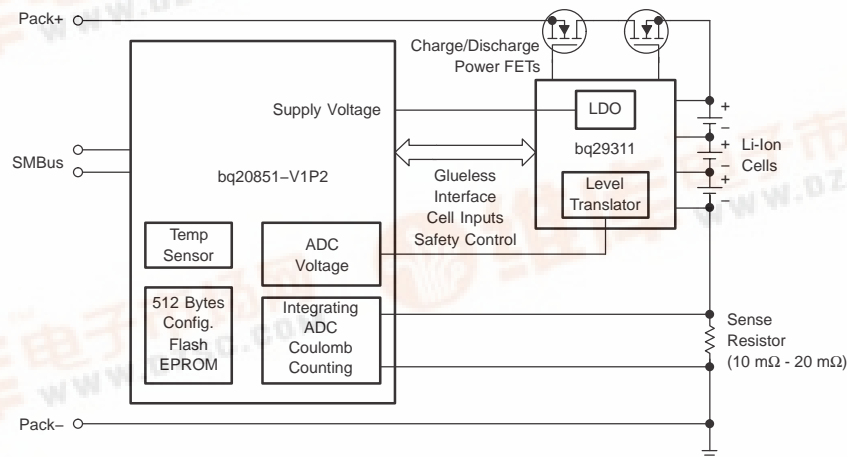 Pack+
Charge/Discharge
Power FETs
Supply Voltage
LDO
bq29311
+
−
+
−
+
−
Li-Ion
Cells
SMBus
bq20851−V1P2
Glueless
Interface
Cell Inputs
Safety Control
Level
Translator
Temp
Sensor
ADC
Voltage
512 Bytes
Config.
Flash
EPROM
Integrating
ADC
Coulomb
Counting
Sense
Resistor
(10 mΩ - 20 mΩ)
Pack−